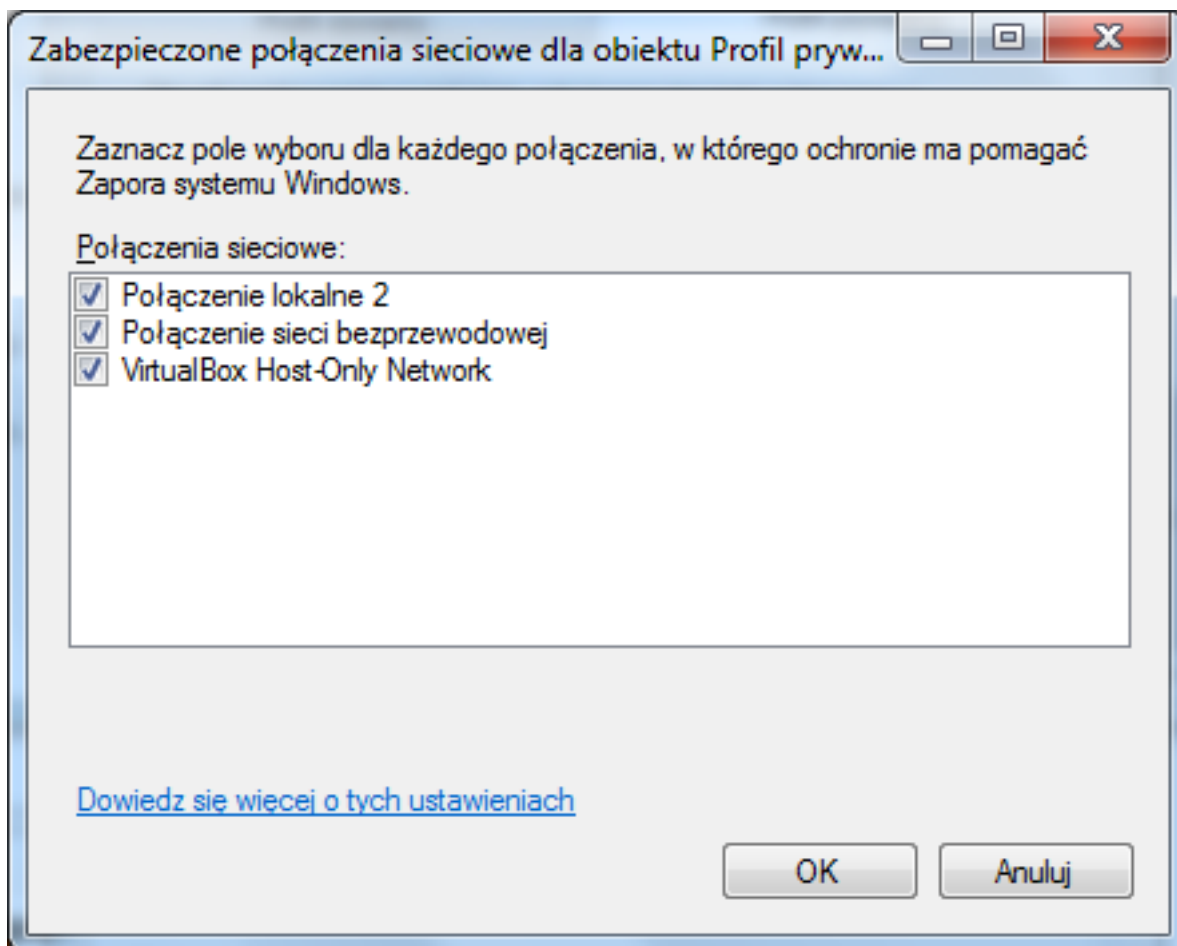 Zabezpieczone połączenia sieciowe dla obiektu Profil pryw...
Zaznacz pole wyboru dla każdego połączenia, w którego ochronie ma pomagać
Zapora systemu Windows.
Połączenia sieciowe:
Połączenie lokalne 2
Połączenie sieci bezprzewodowej
VirtualBox Host-Only Network
Dowiedz się więcej o tych ustawieniach
OK
Anuluj